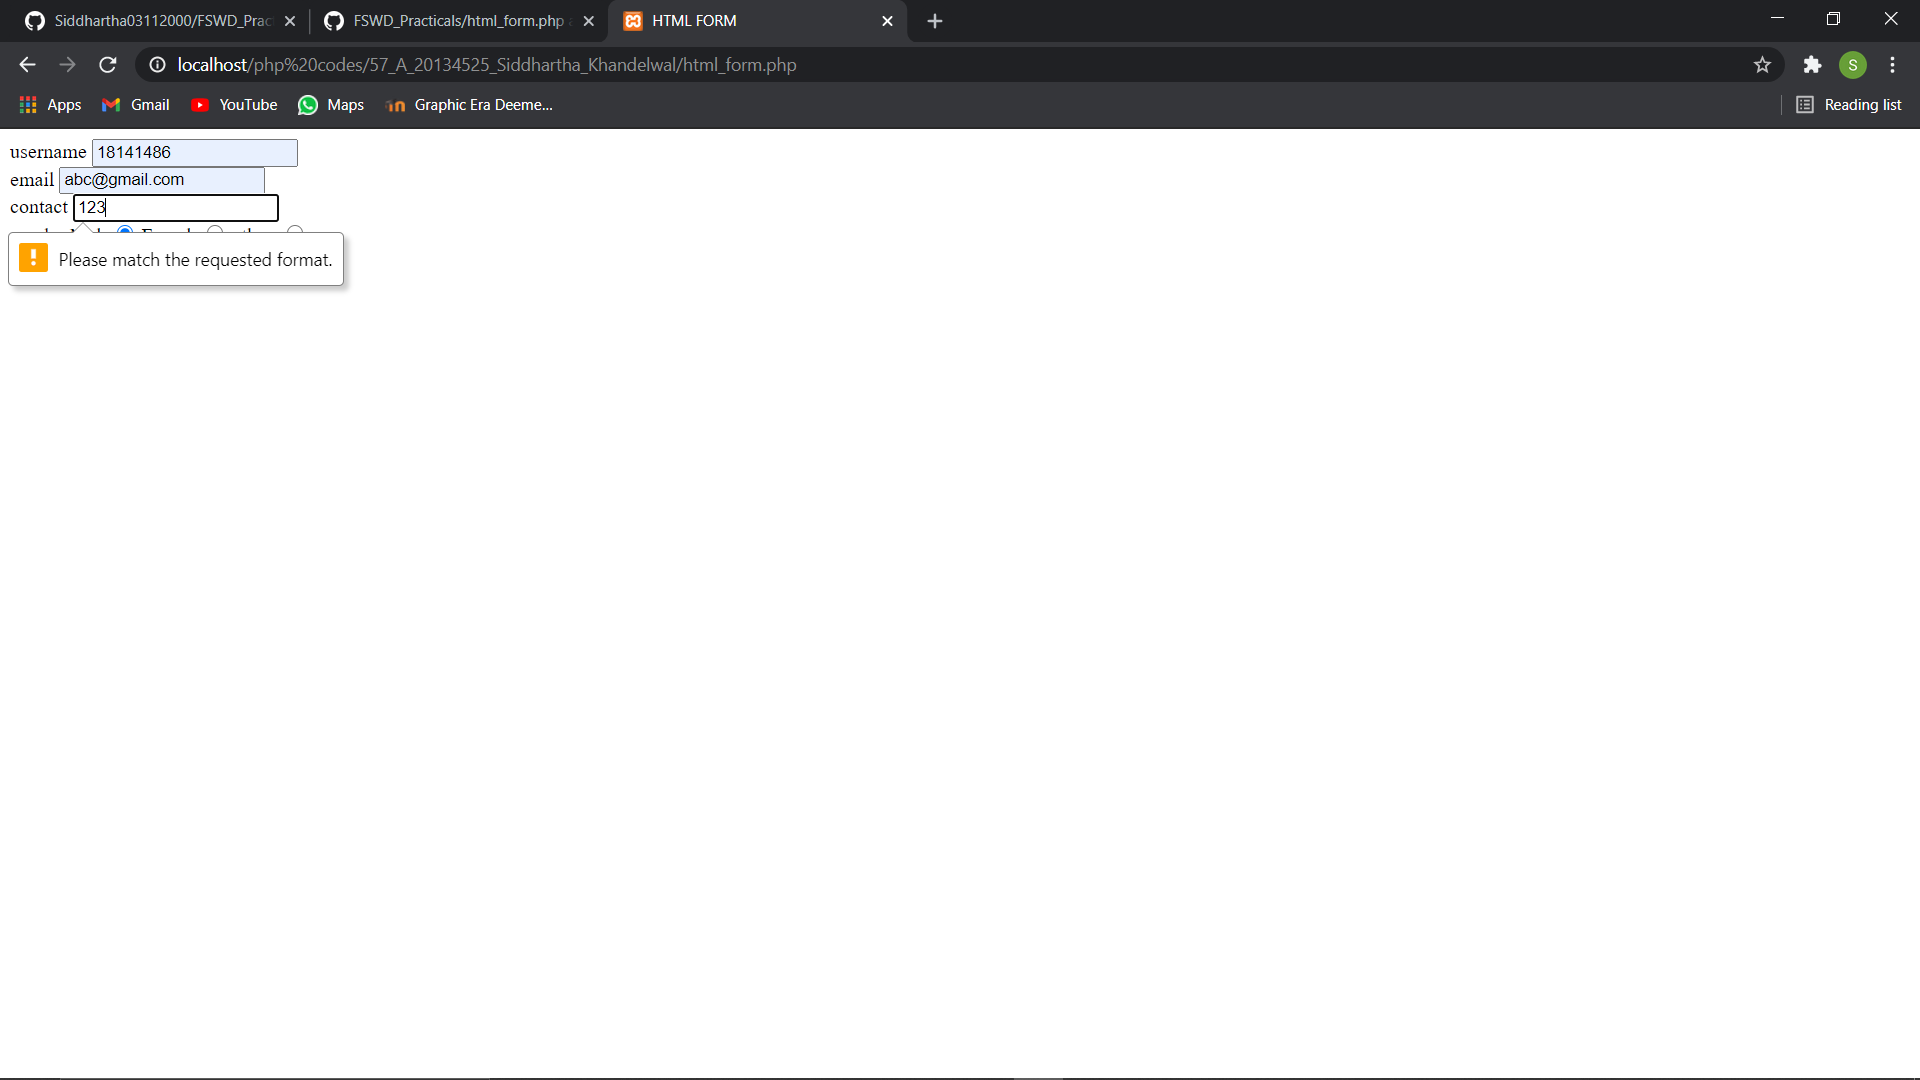 Siddhartha03112000/FSWD_Prac
FSWD_Practicals/html_form.php
HTML FORM
localhost/php%20codes/57_A_20134525_Siddhartha_Khandelwal/html_form.php
S
Apps
Gmail
YouTube
Maps
Graphic Era Deeme...
Reading list
username 18141486
email abc@gmail.com
contact 123
Please match the requested format.